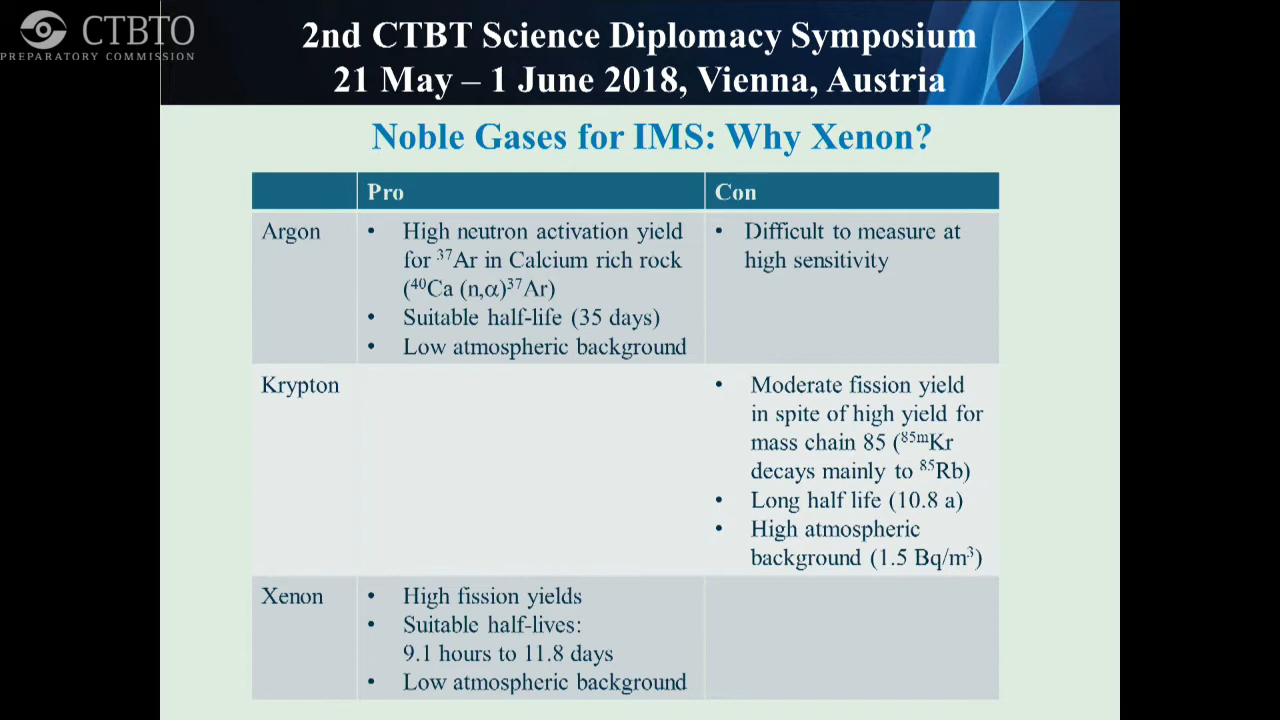 CTBTO
PREPARATORY COMMISSION
2nd CTBT Science Diplomacy Symposium
21 May – 1 June 2018, Vienna, Austria
Noble Gases for IMS: Why Xenon?
Pro
Con
Argon
• High neutron activation yield
for ³⁷Ar in Calcium rich rock
(⁴⁰Ca (n,α)³⁷Ar)
• Suitable half-life (35 days)
• Low atmospheric background
• Difficult to measure at
high sensitivity
Krypton
• Moderate fission yield
in spite of high yield for
mass chain 85 (⁸⁵ᵐKr
decays mainly to ⁸⁵Rb)
• Long half life (10.8 a)
• High atmospheric
background (1.5 Bq/m³)
Xenon
• High fission yields
• Suitable half-lives:
9.1 hours to 11.8 days
• Low atmospheric background